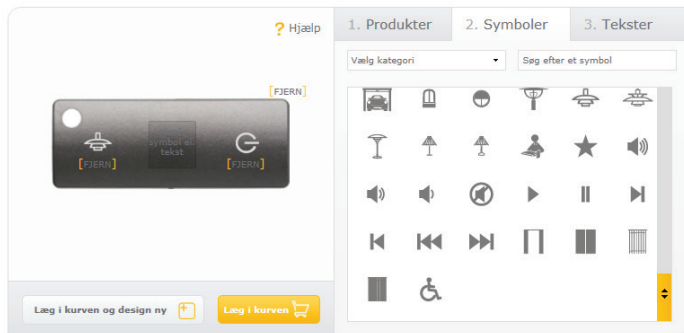 ? Hjælp
1. Produkter
2. Symboler
3. Tekster
Vælg kategori
Søg efter et symbol
[FJERN]
symbol el.
tekst
[FJERN]
[FJERN]
Læg i kurven og design ny
Læg i kurven